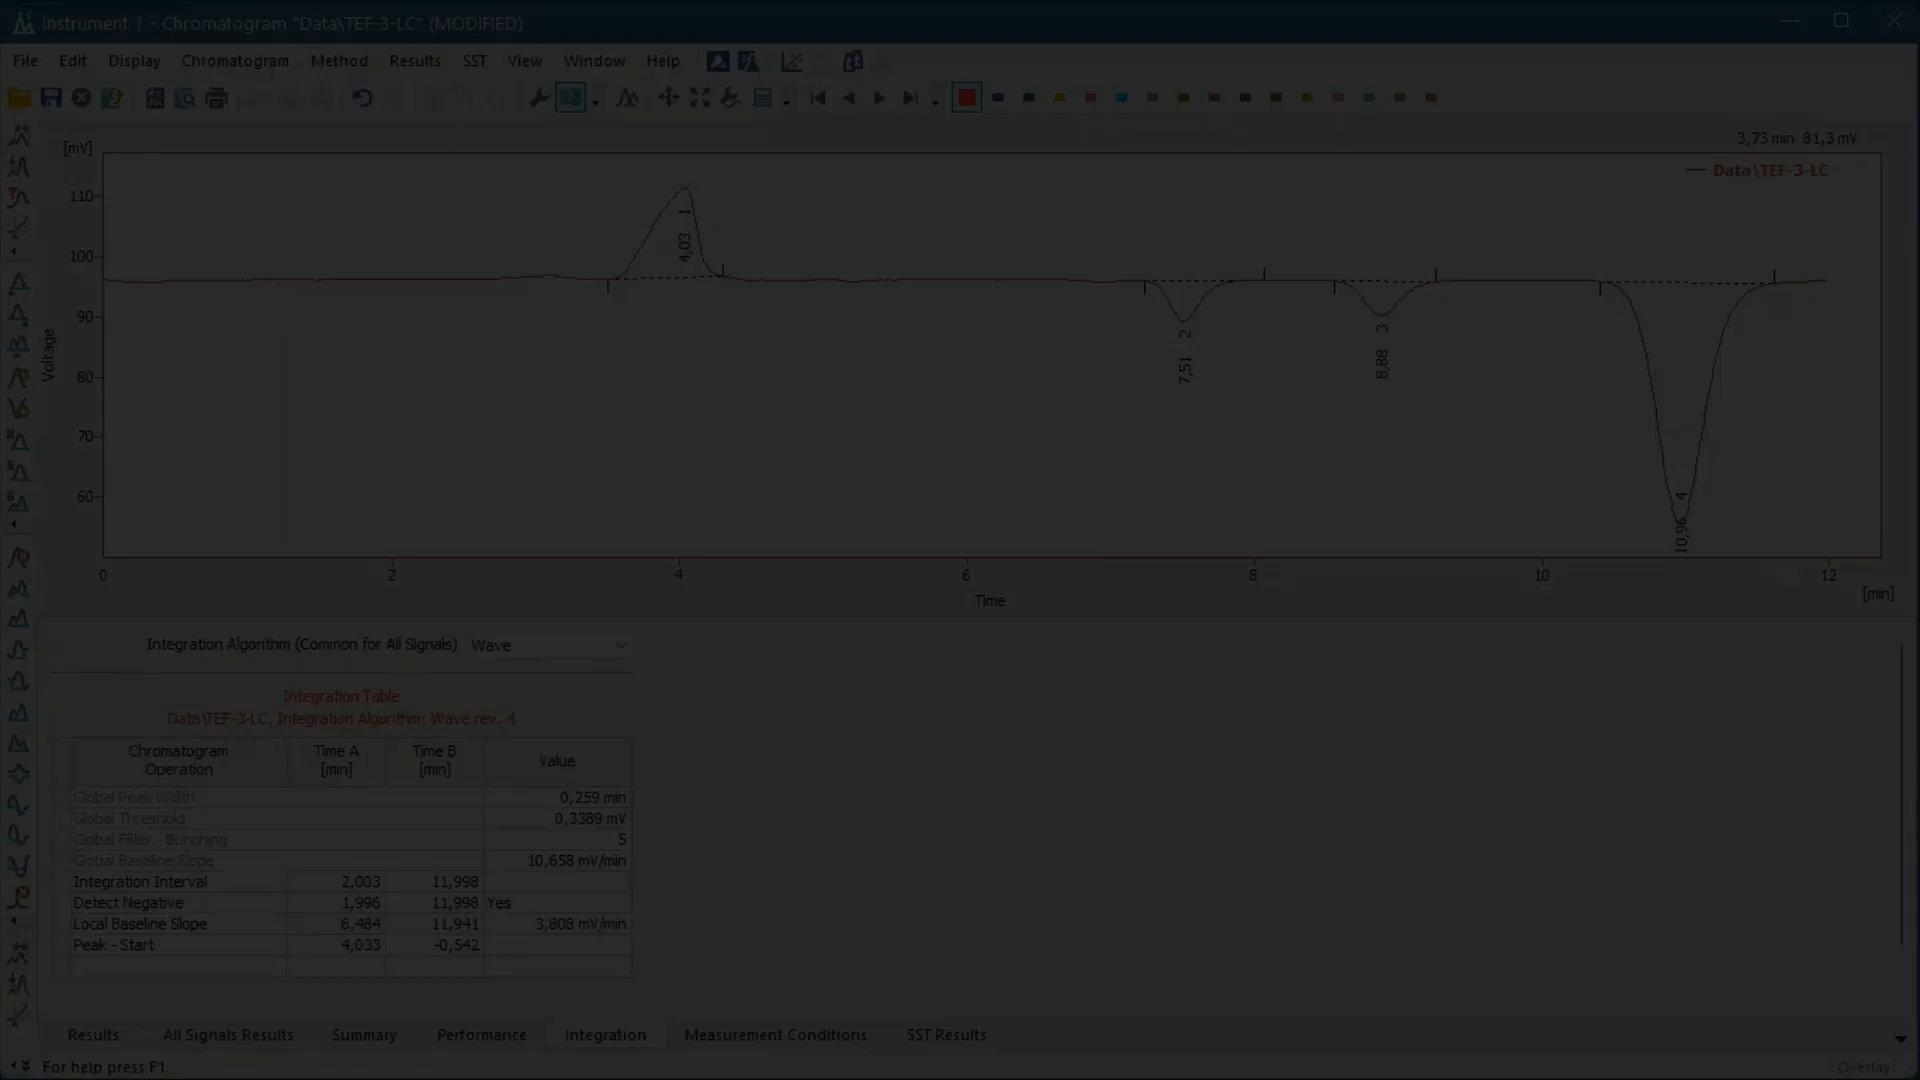 Instrument 1 - Chromatogram "Data\TEF-3-LC" (MODIFIED)
File Edit Display Chromatogram Method Results SST View Window Help
3,73 min 81,3 mV
[mV]
Data\TEF-3-LC
110
100
90
80
70
60
Voltage
4,03 1
7,51 2
8,88 3
10,96 4
0 2 4 6 8 10 12
Time
[min]
Integration Algorithm (Common for All Signals) Wave
Integration Table
Data\TEF-3-LC, Integration Algorithm: Wave rev. 4
Chromatogram Operation Time A [min] Time B [min] Value
Global Peak Width 0,259 min
Global Threshold 0,3389 mV
Global Filter - Bunching 5
Global Baseline Slope 10,658 mV/min
Integration Interval 2,003 11,998
Detect Negative 1,996 11,998 Yes
Local Baseline Slope 6,484 11,941 3,808 mV/min
Peak - Start 4,033 -0,542
Results All Signals Results Summary Performance Integration Measurement Conditions SST Results
For help press F1.
Overlay